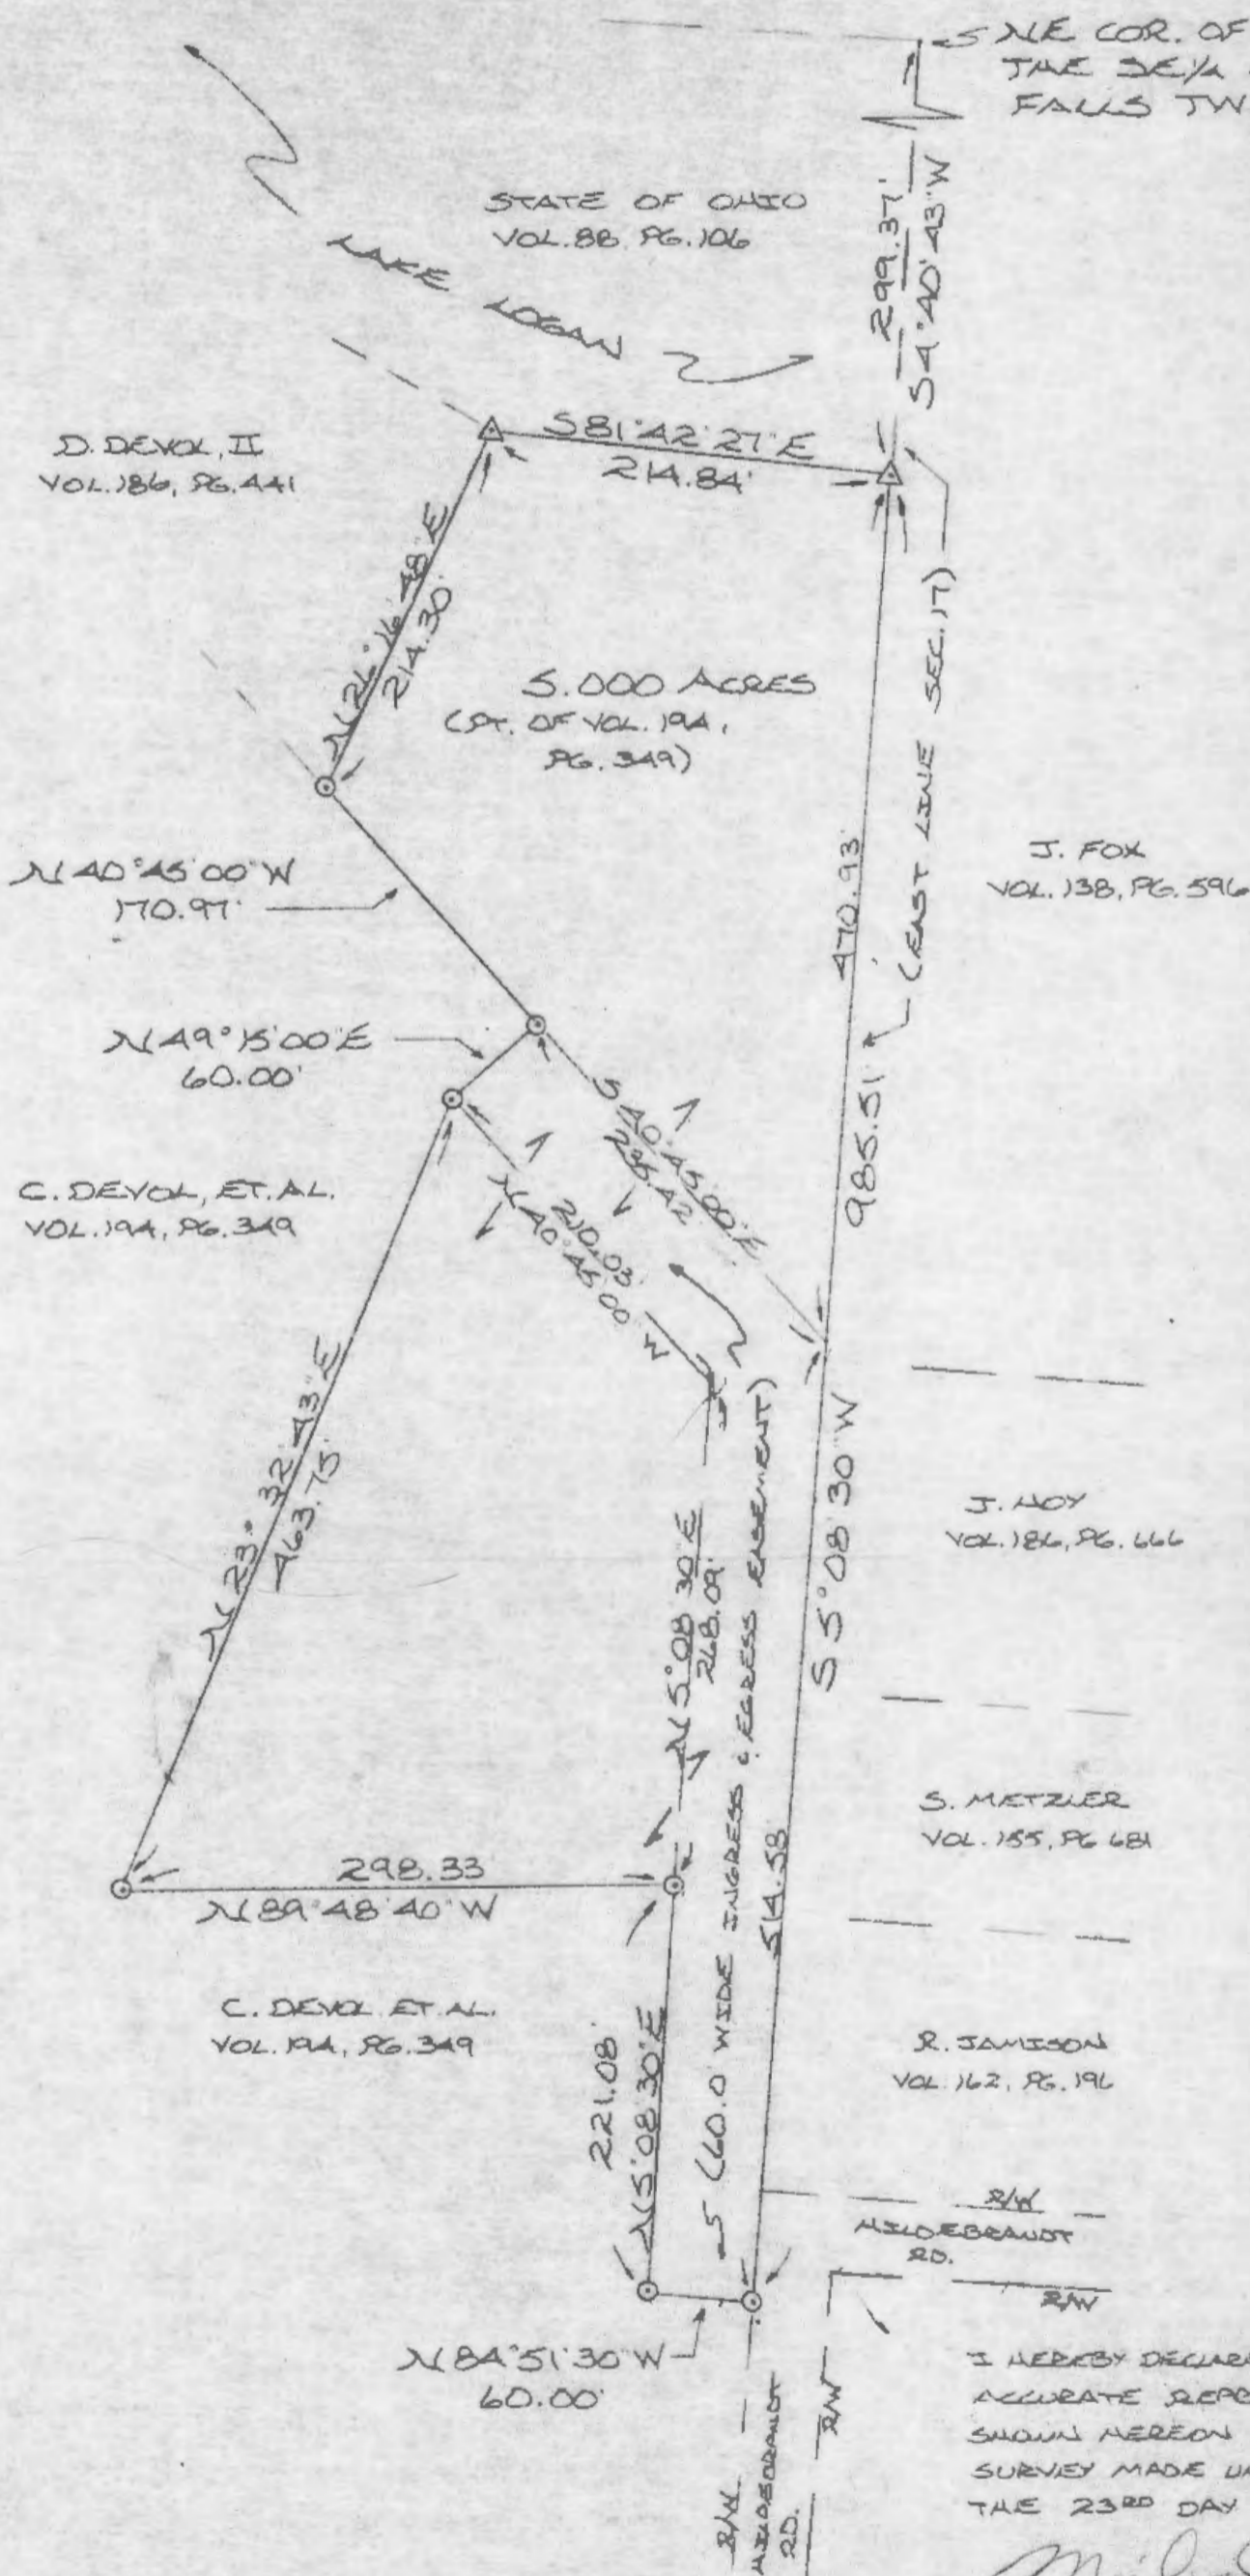 NE COR. OF
THE SE1/4
FALLS TW
STATE OF OHIO
VOL. 88 PG. 106
LAKE LOGAN
299.37'
S4°40'43"W
D. DEVOL, II
VOL. 186, PG. 441
S81°42'27"E
214.84'
N26°16'48"E
214.30'
5.000 ACRES
(PT. OF VOL. 194,
PG. 349)
(EAST LINE SEC. 17)
470.93'
J. FOX
VOL. 138, PG. 596
N40°45'00"W
170.97'
N49°15'00"E
60.00'
S40°45'00"E
236.42'
985.51'
C. DEVOL, ET. AL.
VOL. 194, PG. 349
210.03'
N40°45'00"W
N23°32'43"E
463.75'
S5°08'30"W
J. HOY
VOL. 186, PG. 666
N5°08'30"E
268.09'
(60.0' WIDE INGRESS & EGRESS EASEMENT)
S. METZLER
VOL. 155, PG 681
514.58'
298.33'
N89°48'40"W
C. DEVOL ET. AL.
VOL. 194, PG. 349
R. JAMISON
VOL. 162, PG. 196
221.08'
N5°08'30"E
R/W
HILDEBRANDT
RD.
R/W
N84°51'30"W
60.00'
R/W
HILDEBRANDT
RD.
R/W
I HEREBY DECLAR
ACCURATE REPR
SHOWN HEREON
SURVEY MADE
THE 23RD DAY